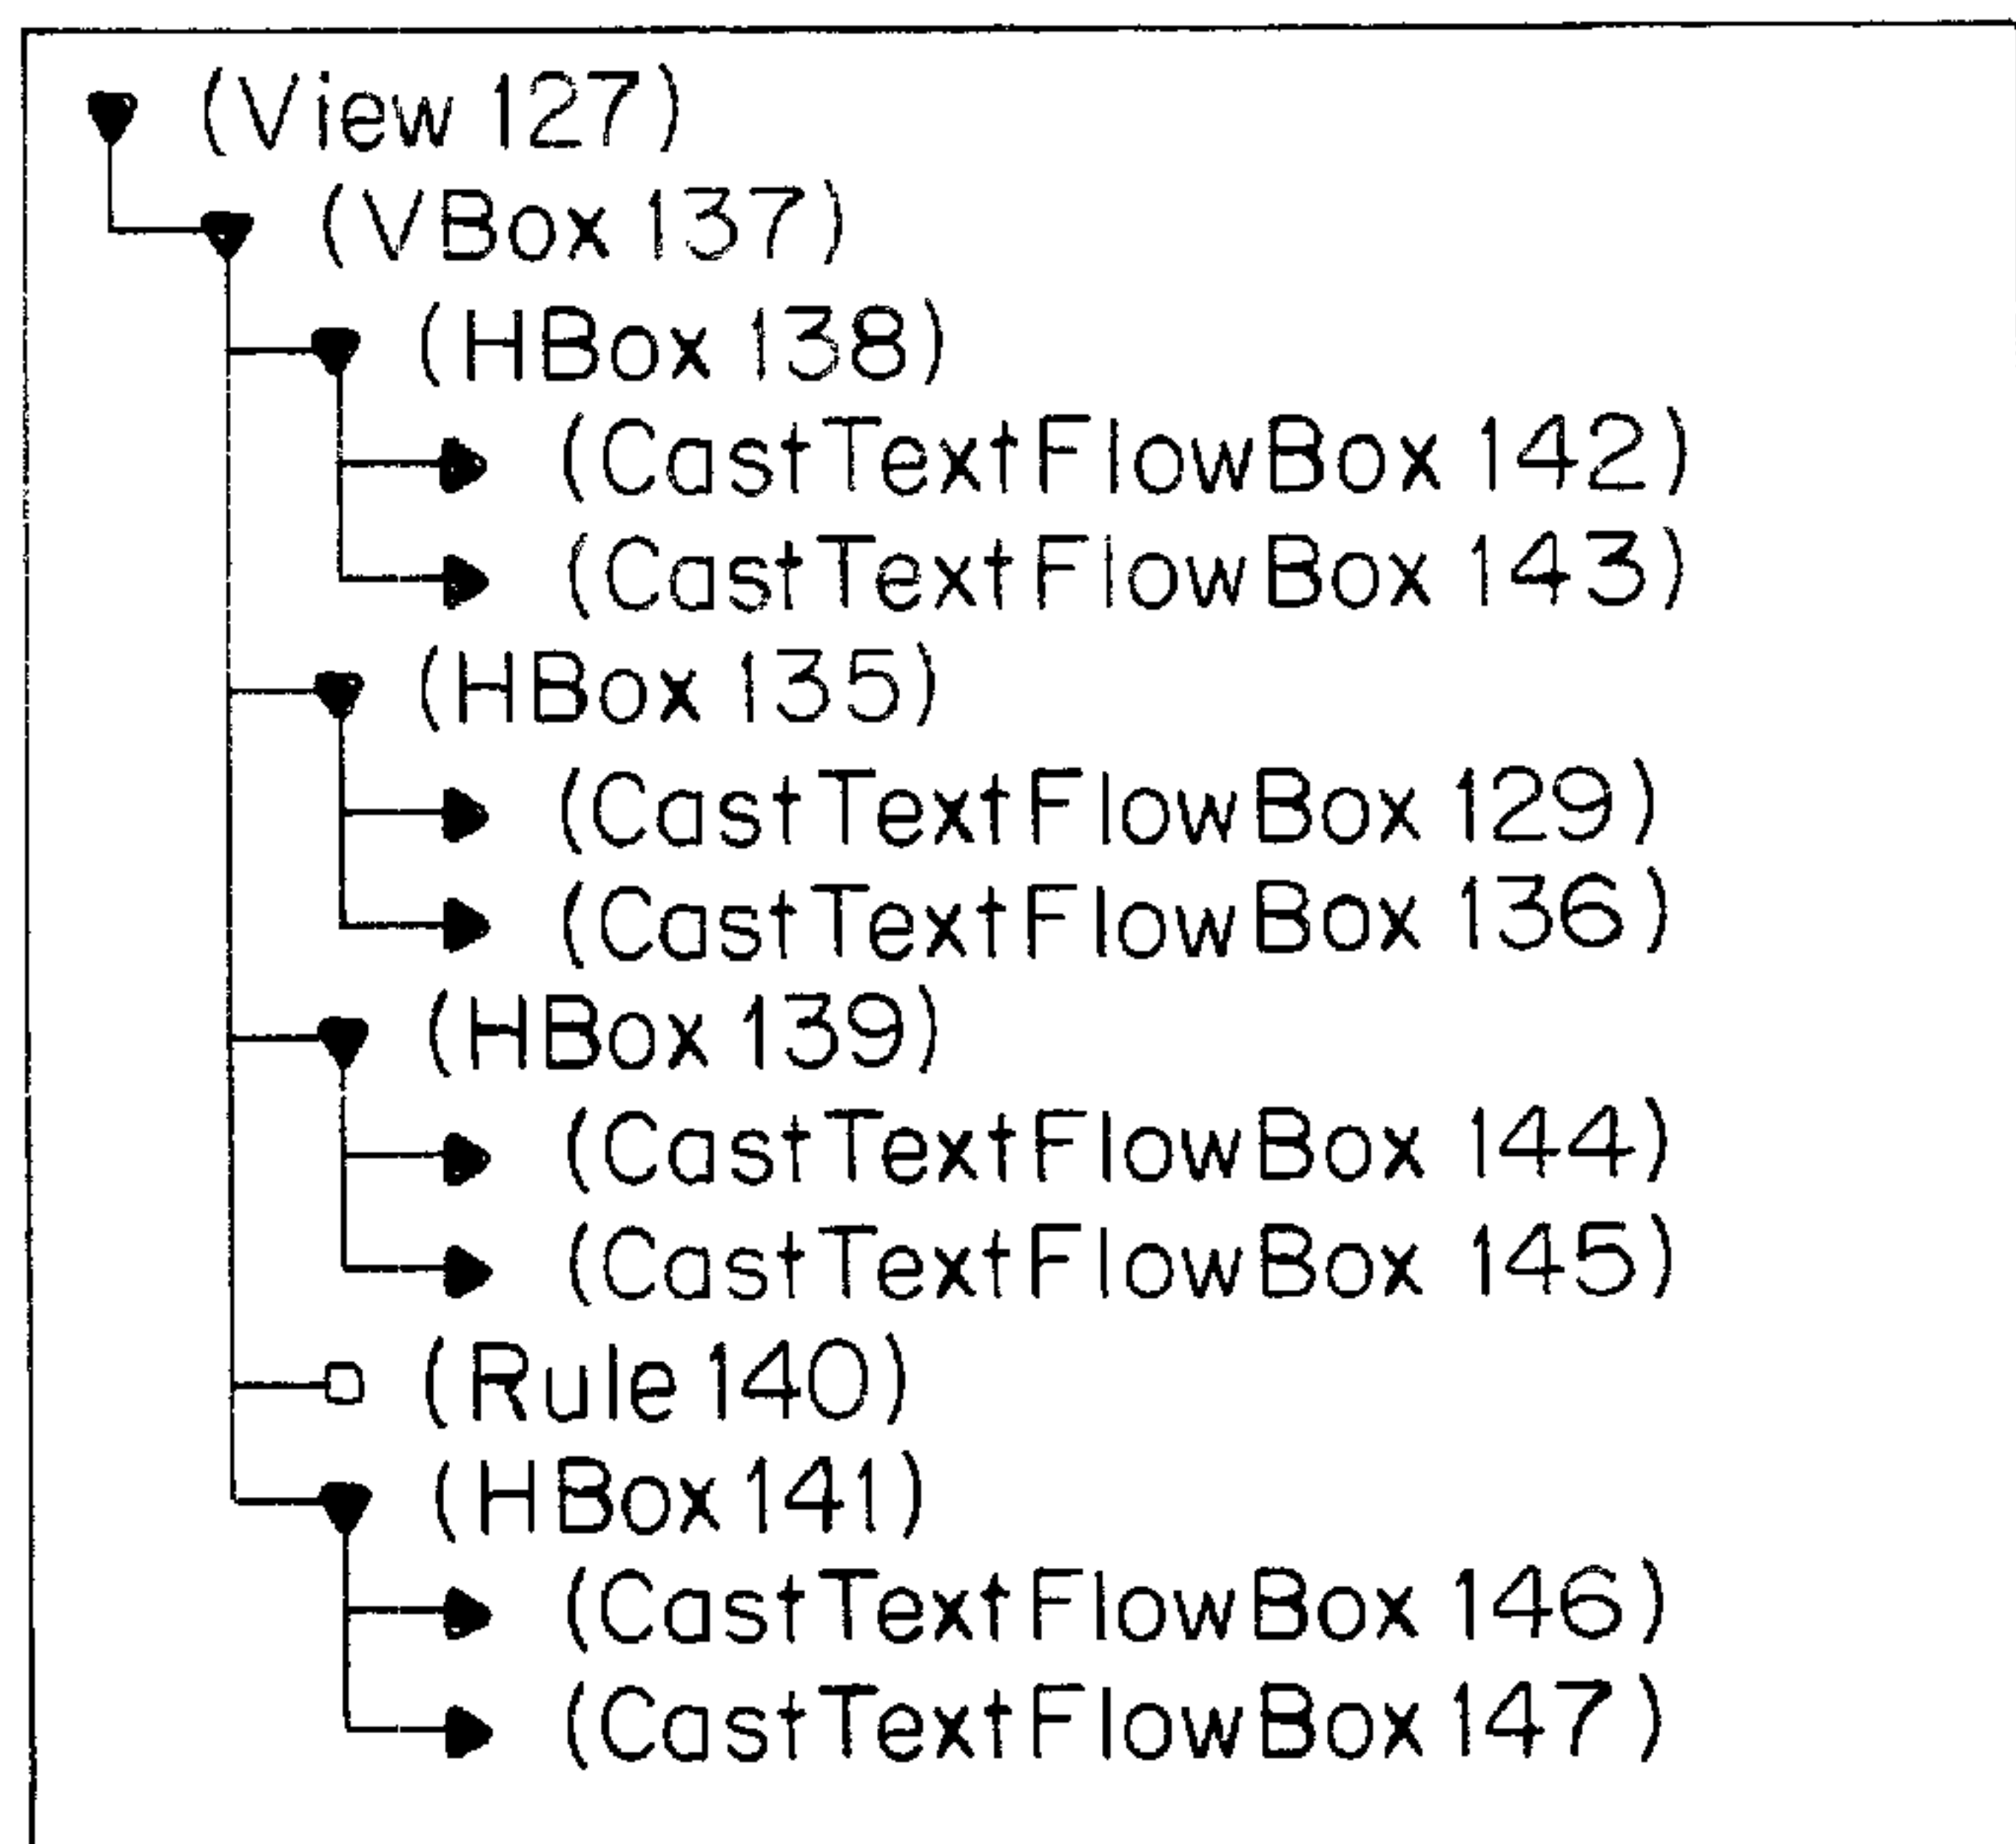 (View 127)
(VBox 137)
(HBox 138)
(CastTextFlowBox 142)
(CastTextFlowBox 143)
(HBox 135)
(CastTextFlowBox 129)
(CastTextFlowBox 136)
(HBox 139)
(CastTextFlowBox 144)
(CastTextFlowBox 145)
(Rule 140)
(HBox 141)
(CastTextFlowBox 146)
(CastTextFlowBox 147)